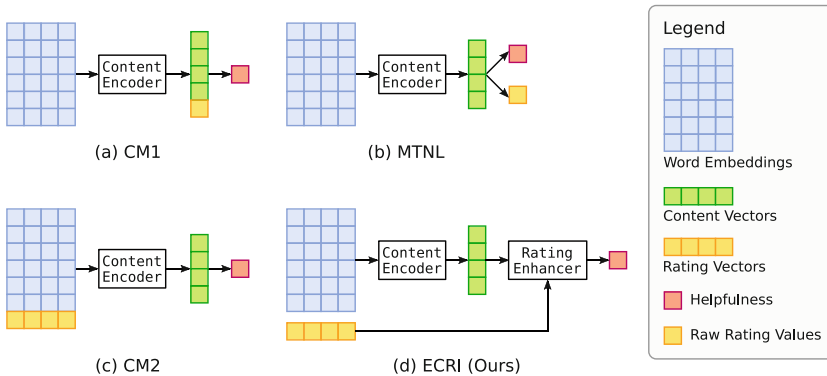 Content
Encoder
(a) CM1
Content
Encoder
(b) MTNL
Content
Encoder
(c) CM2
Content
Encoder
Rating
Enhancer
(d) ECRI (Ours)
Legend
Word Embeddings
Content Vectors
Rating Vectors
Helpfulness
Raw Rating Values